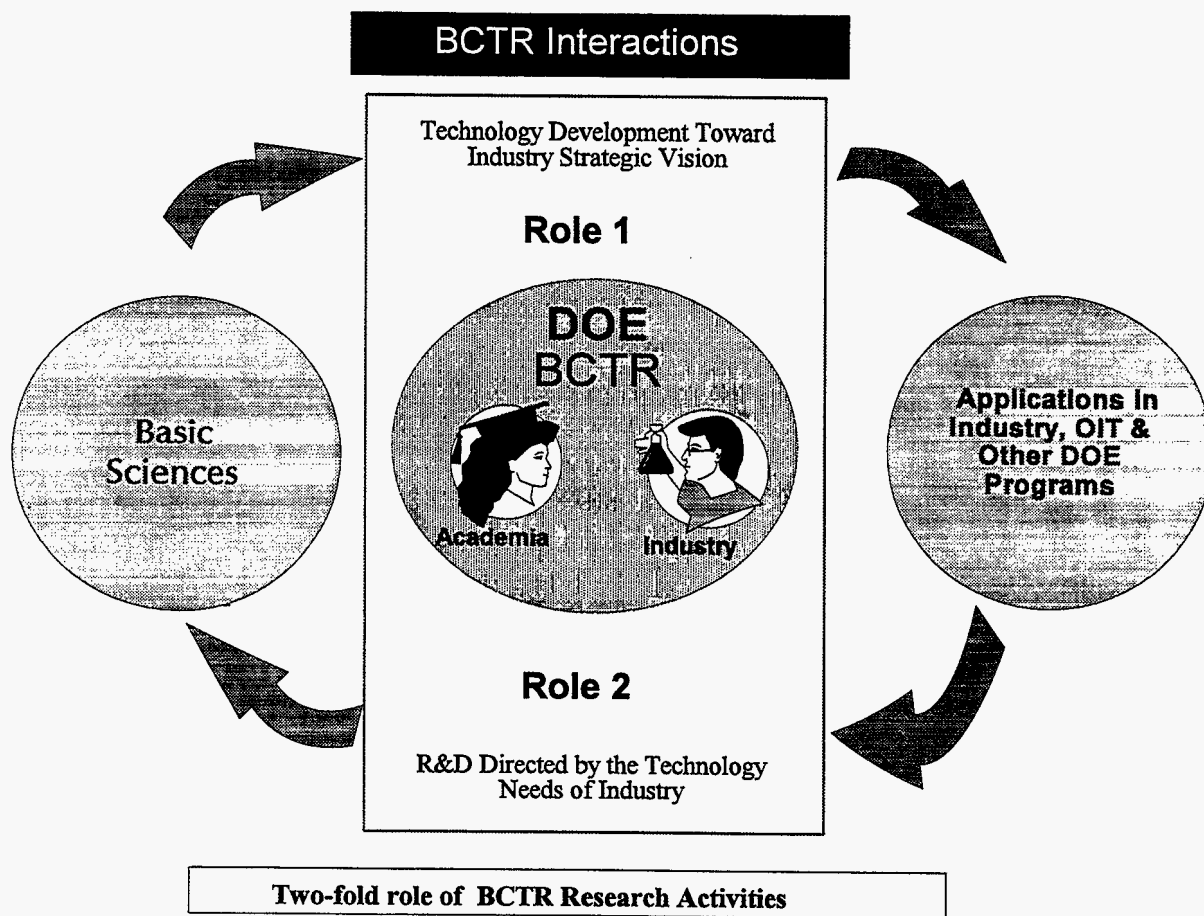 BCTR Interactions
Technology Development Toward
Industry Strategic Vision
Role 1
DOE
BCTR
Academia
Industry
Basic
Sciences
Applications in
Industry, OIT &
Other DOE
Programs
Role 2
R&D Directed by the Technology
Needs of Industry
Two-fold role of BCTR Research Activities